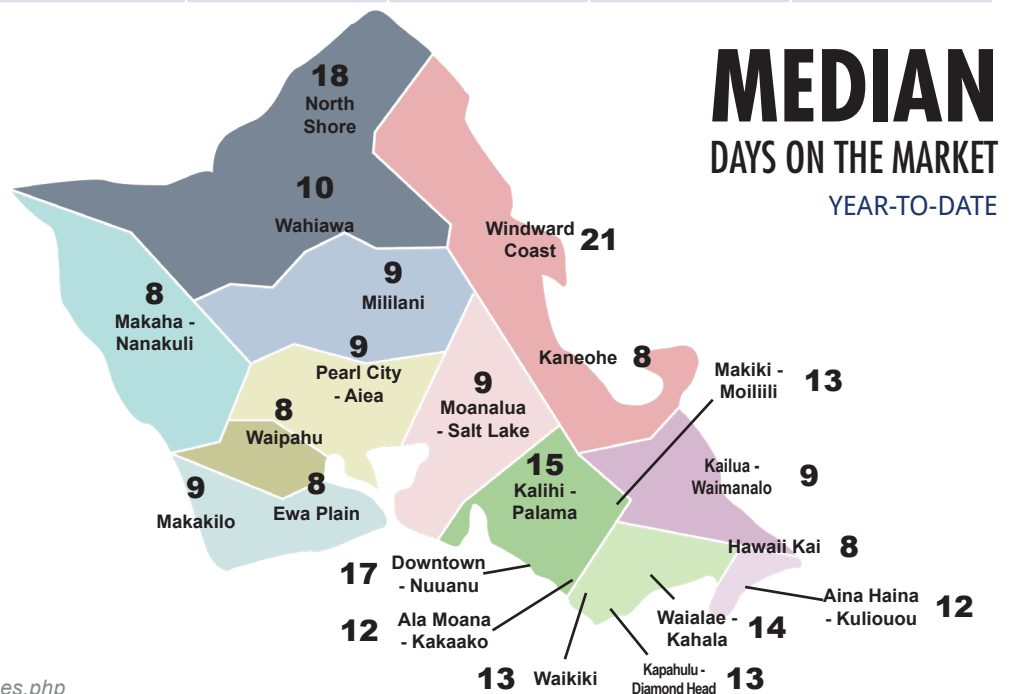 MEDIAN
DAYS ON THE MARKET
YEAR-TO-DATE
18
North
Shore
10
Wahiawa
Windward
Coast
21
9
Mililani
8
Makaha -
Nanakuli
9
Pearl City
- Aiea
Kaneohe 8
Makiki -
Moiliili
13
9
Moanalua
- Salt Lake
8
Waipahu
15
Kalihi -
Palama
Kailua -
Waimanalo
9
9
Makakilo
8
Ewa Plain
Hawaii Kai 8
17
Downtown
- Nuuanu
12
Ala Moana
- Kakaako
13 Waikiki
Kapahulu -
Diamond Head
13
Waialae -
Kahala
14
Aina Haina
- Kuliouou
12
es.php